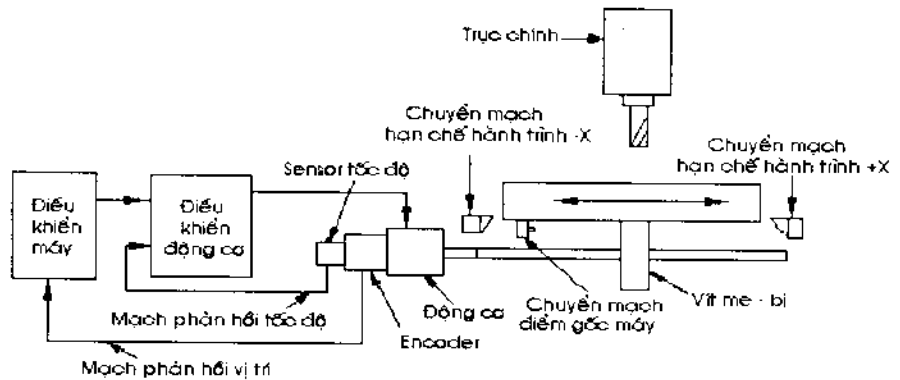 Trục chính
Chuyển mạch
hạn chế hành trình -X
Chuyển mạch
hạn chế hành trình +X
Sensor tốc độ
Điều
khiển
máy
Điều
khiển
động cơ
Mạch phản hồi tốc độ
Động cơ
Encoder
Chuyển mạch
điểm gốc máy
Vít me - bi
Mạch phản hồi vị trí